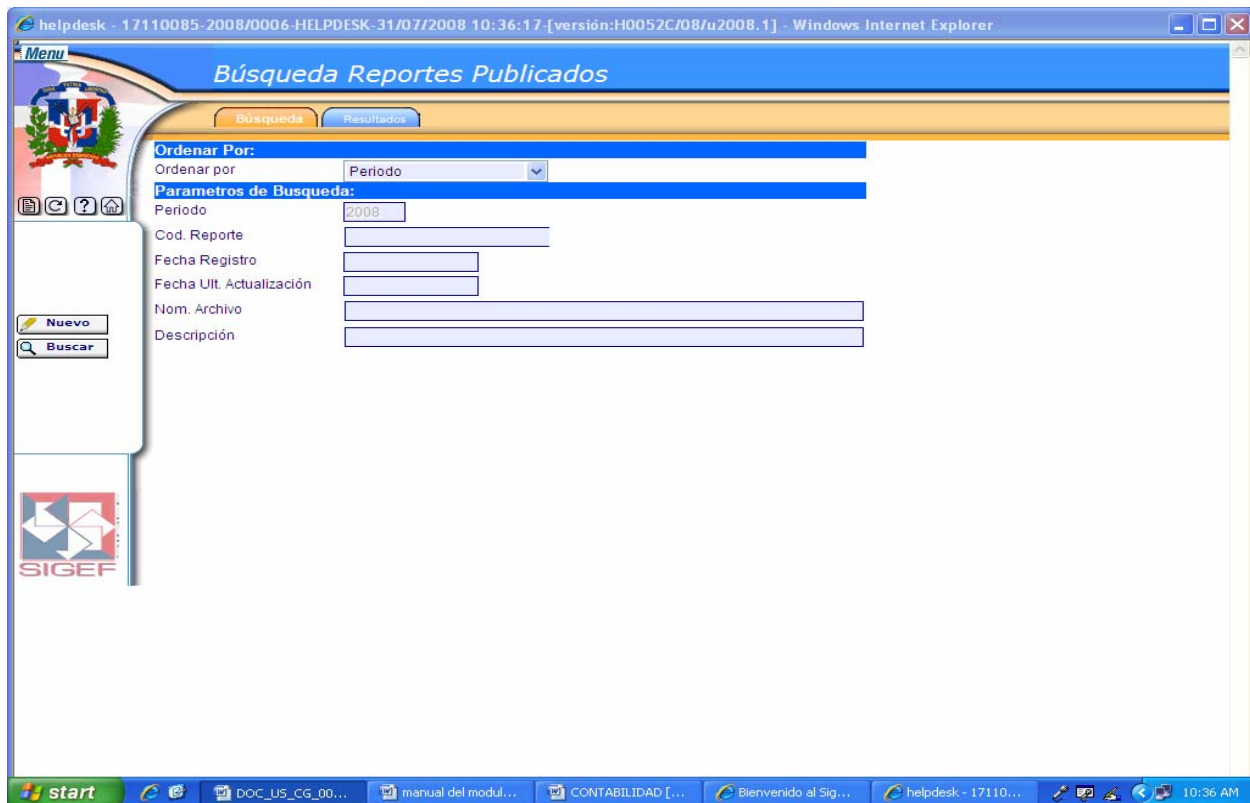 helpdesk - 17110085-2008/0006-HELPDESK-31/07/2008 10:36:17-[versión:H0052C/08/u2008.1] - Windows Internet Explorer
Menu
Búsqueda Reportes Publicados
Búsqueda Resultados
Ordenar Por:
Ordenar por Periodo
Parametros de Busqueda:
Periodo 2008
Cod. Reporte
Fecha Registro
Fecha Ult. Actualización
Nom. Archivo
Descripción
Nuevo
Buscar
SIGEF
start DOC_US_CG_00... manual del modul... CONTABILIDAD [... Bienvenido al Sig... helpdesk - 17110... 10:36 AM